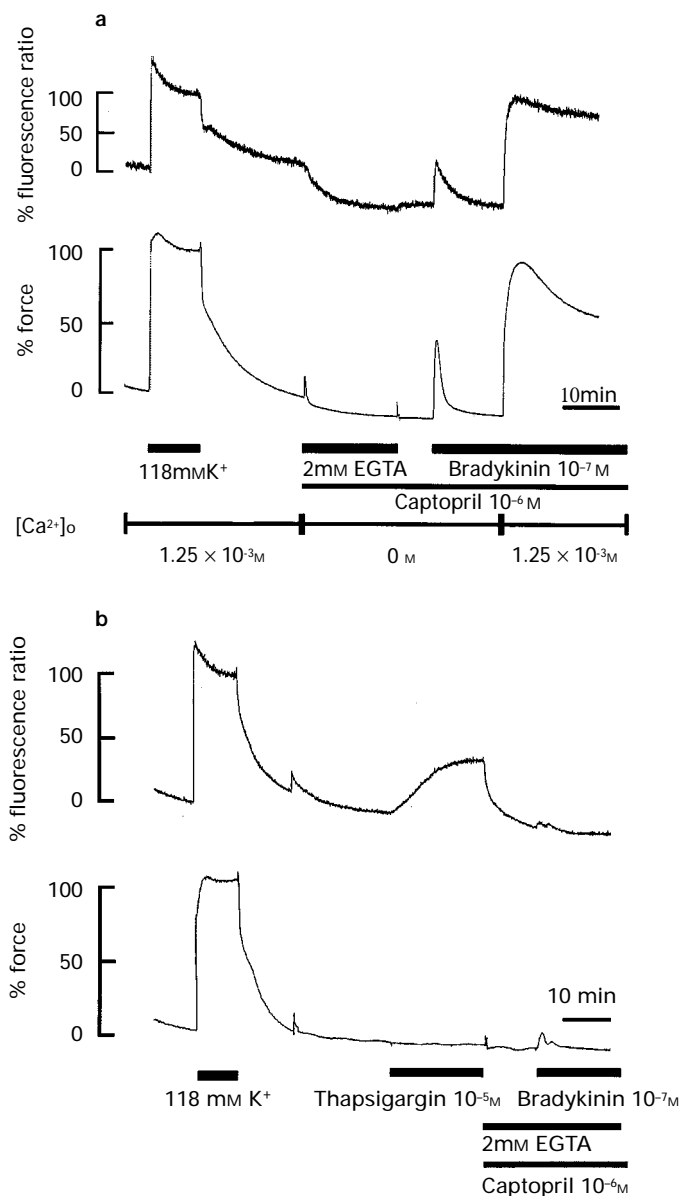 a
% fluorescence ratio
100
50
0
% force
100
50
0
10min
118mMK⁺
2mM EGTA
Bradykinin 10⁻⁷ M
Captopril 10⁻⁶ M
[Ca²⁺]o
1.25 × 10⁻³M
0 M
1.25 × 10⁻³M
b
% fluorescence ratio
100
50
0
% force
100
50
0
10 min
118 mM K⁺
Thapsigargin 10⁻⁵M
Bradykinin 10⁻⁷M
2mM EGTA
Captopril 10⁻⁶M